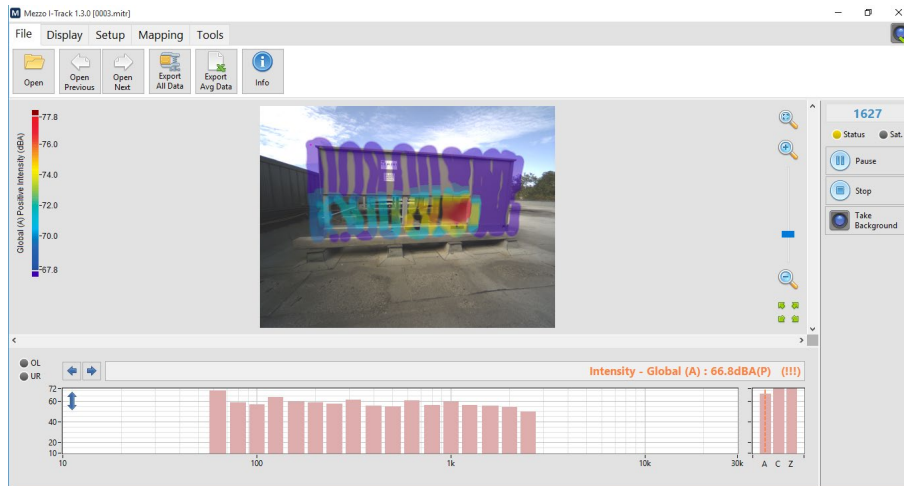 Mezzo I-Track 1.3.0 [0003.mitr]
File Display Setup Mapping Tools
Open
Open Previous
Open Next
Export All Data
Export Avg Data
Info
Global (A) Positive Intensity (dBA)
-77.8
-76.0
-74.0
-72.0
-70.0
-67.8
1627
Status Sat.
Pause
Stop
Take Background
OL
UR
Intensity - Global (A) : 66.8dBA(P) (!!!)
72
60
40
20
10
10 100 1k 10k 30k A C Z